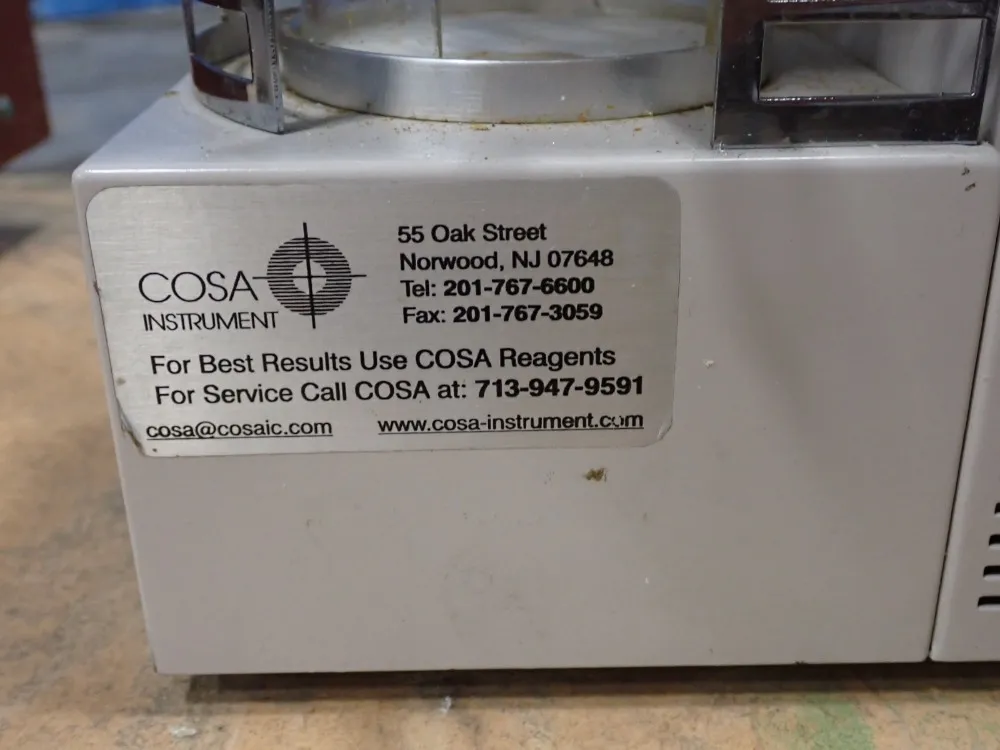 COSA
INSTRUMENT
55 Oak Street
Norwood, NJ 07648
Tel: 201-767-6600
Fax: 201-767-3059
For Best Results Use COSA Reagents
For Service Call COSA at: 713-947-9591
cosa@cosaic.com
www.cosa-instrument.com